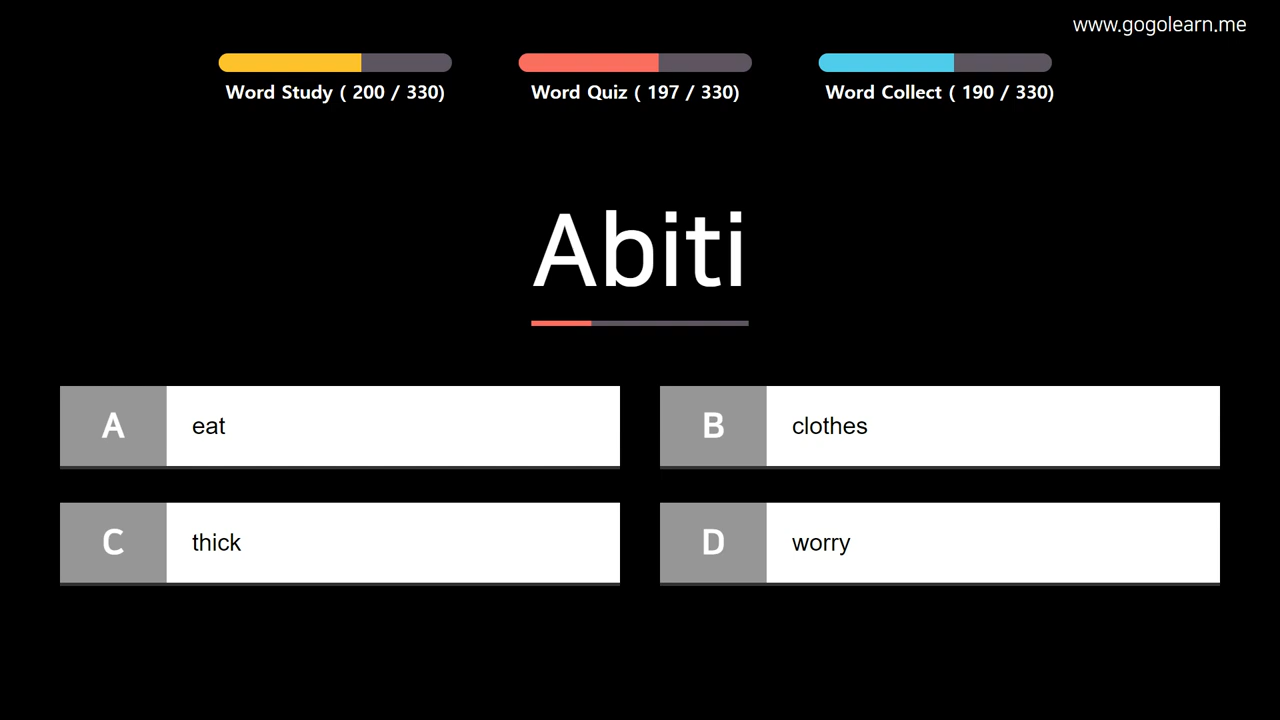 www.gogolearn.me
Word Study ( 200 / 330)
Word Quiz ( 197 / 330)
Word Collect ( 190 / 330)
Abiti
A
eat
B
clothes
C
thick
D
worry